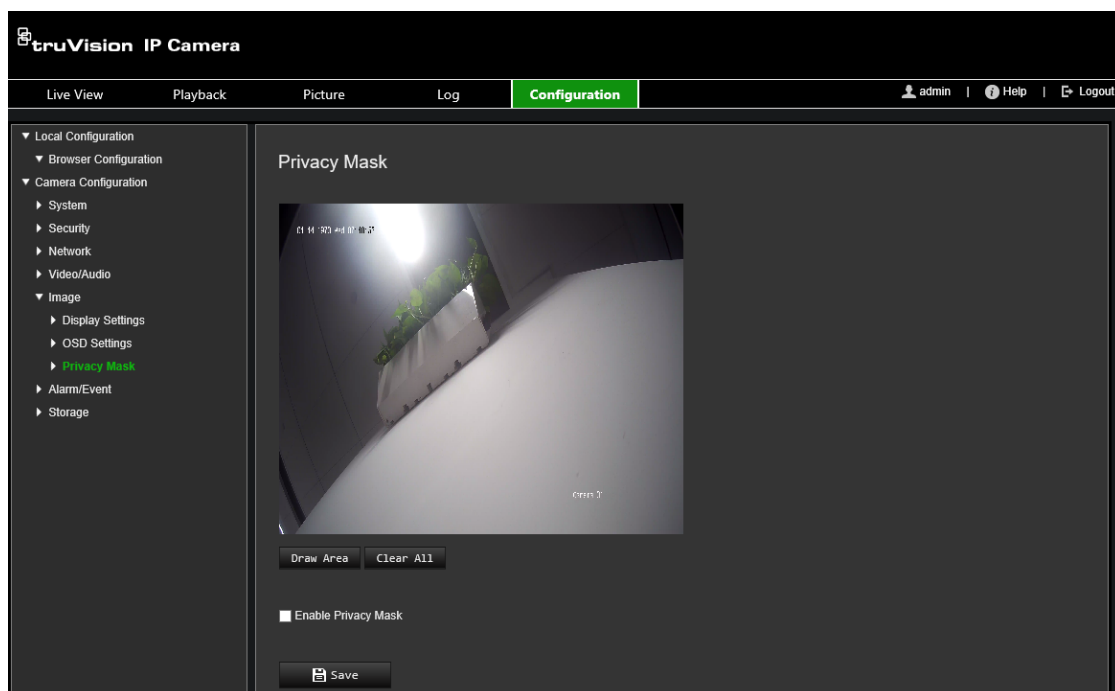 truVision IP Camera
Live View Playback Picture Log Configuration admin | Help | Logout
Local Configuration
Browser Configuration
Camera Configuration
System
Security
Network
Video/Audio
Image
Display Settings
OSD Settings
Privacy Mask
Alarm/Event
Storage
Privacy Mask
Camera 01
Draw Area Clear All
Enable Privacy Mask
Save